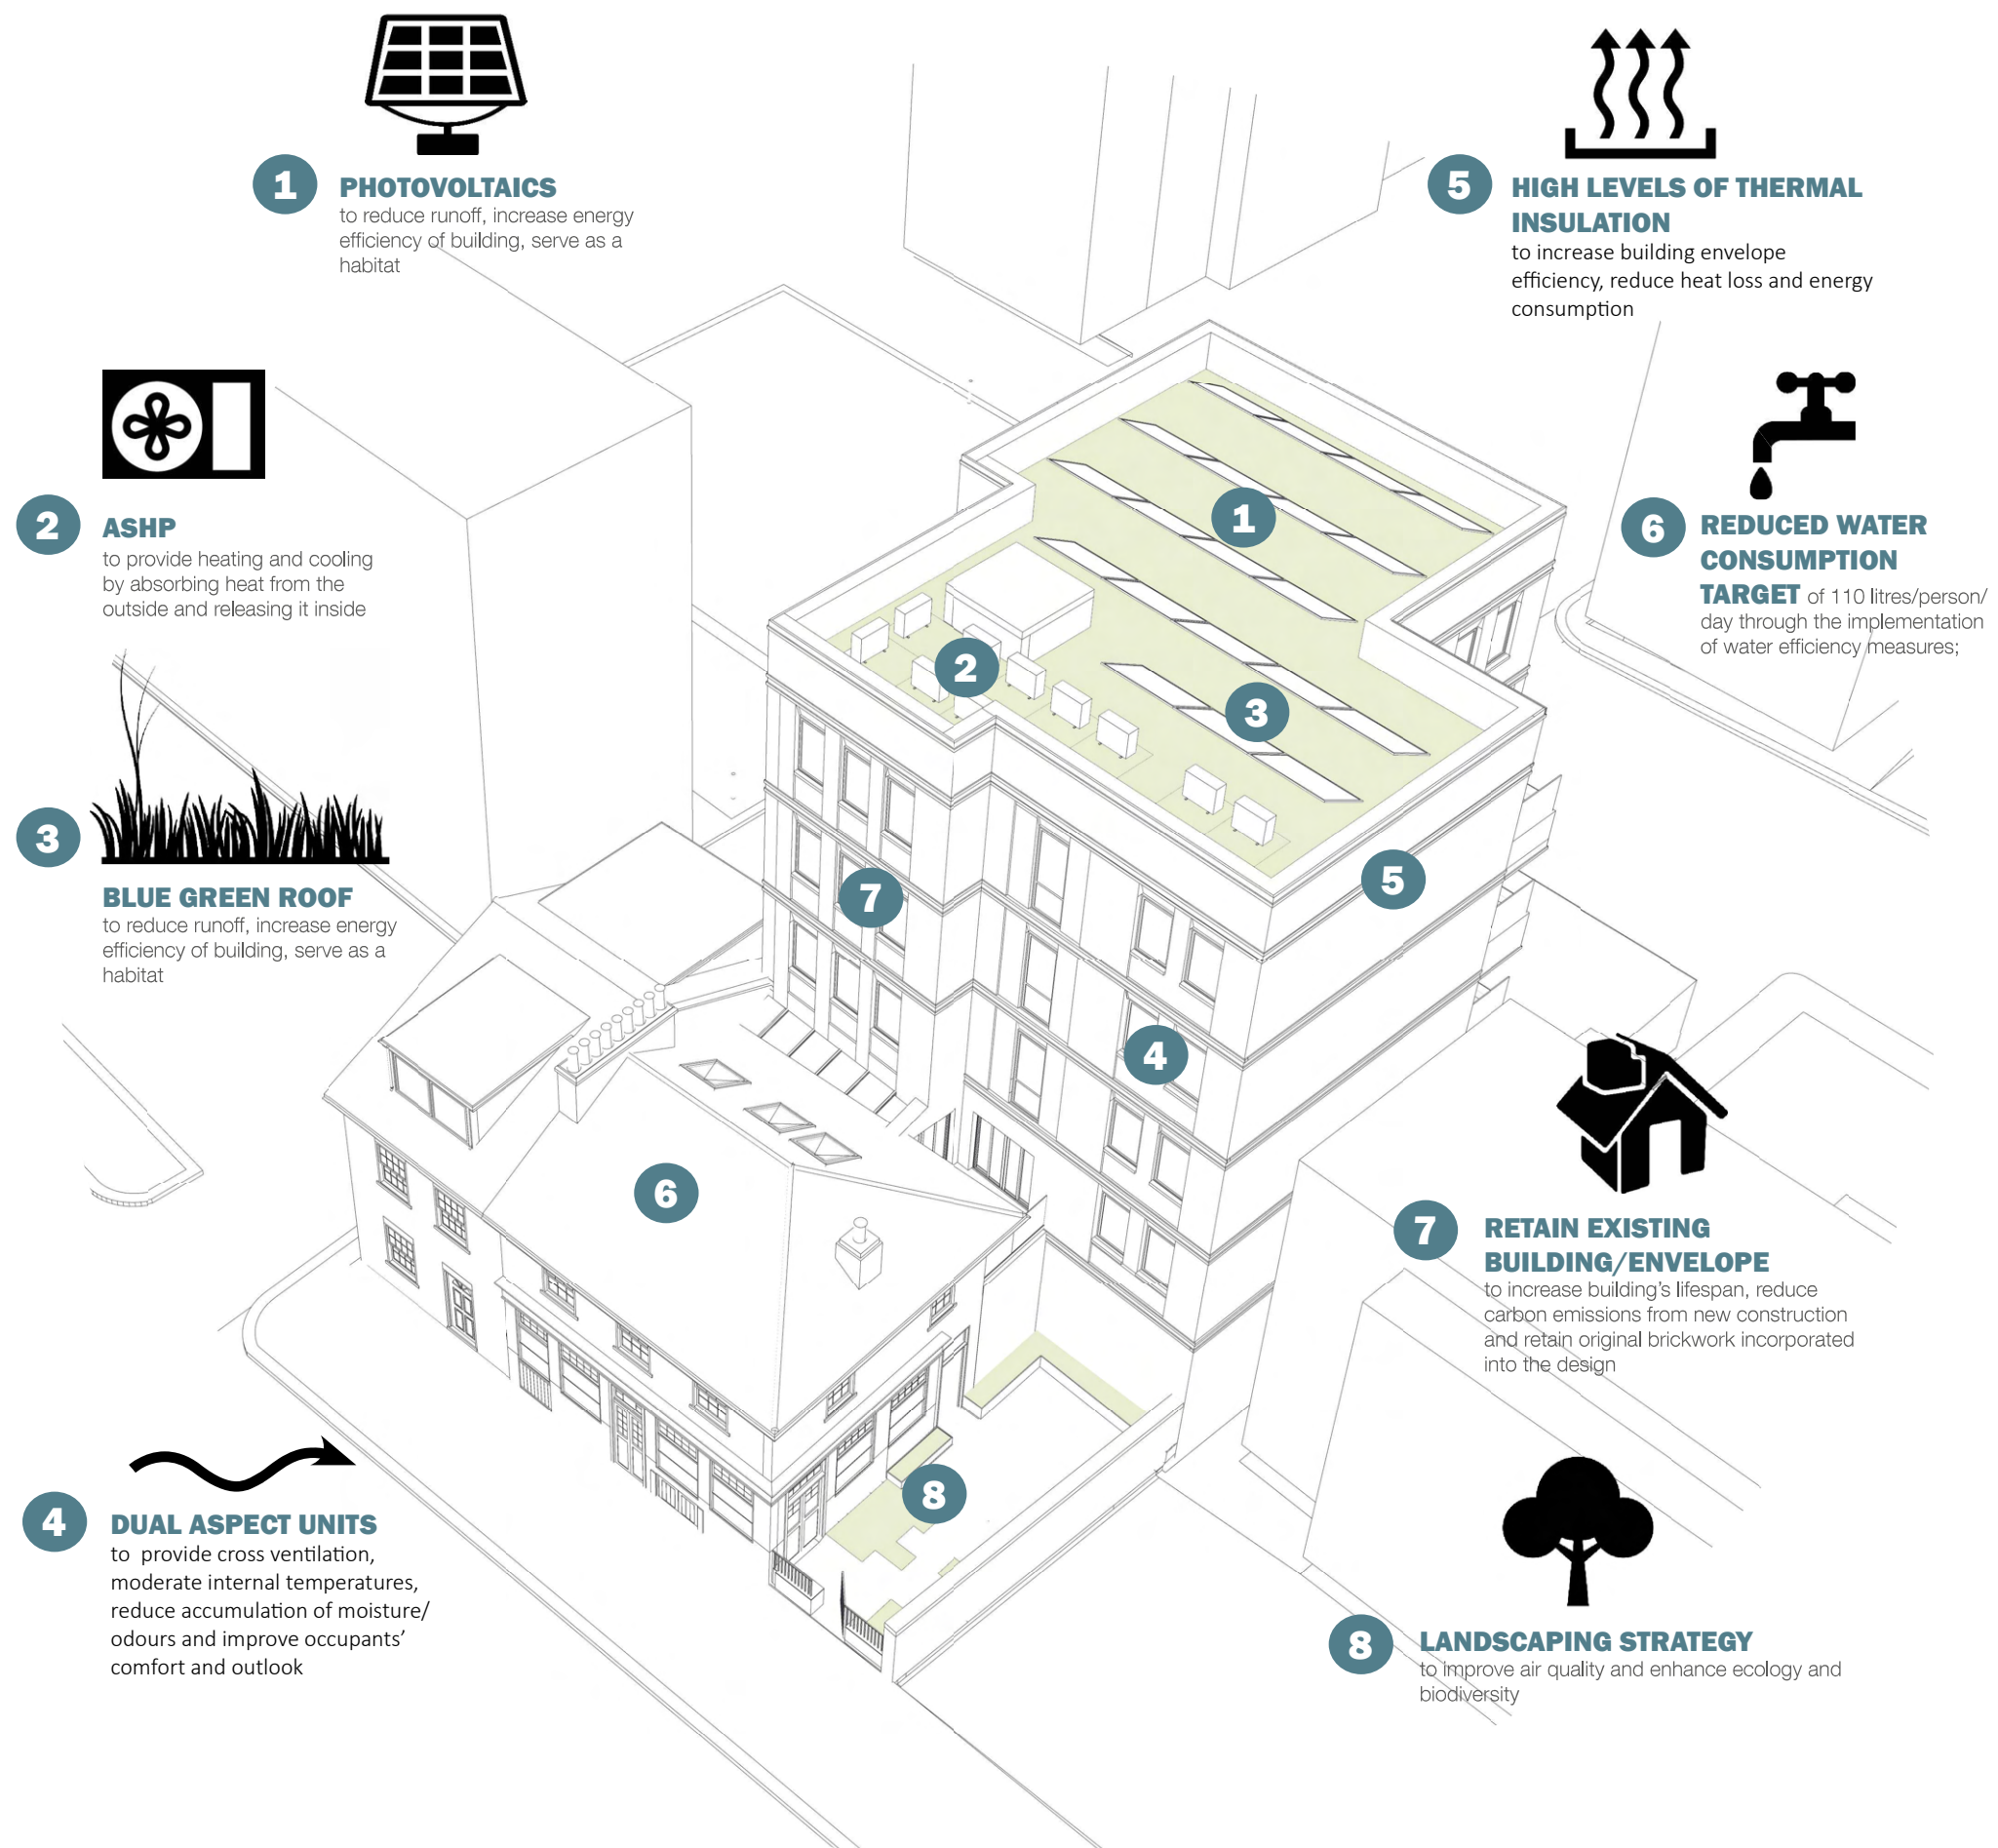 1
PHOTOVOLTAICS
to reduce runoff, increase energy
efficiency of building, serve as a
habitat
2
ASHP
to provide heating and cooling
by absorbing heat from the
outside and releasing it inside
3
BLUE GREEN ROOF
to reduce runoff, increase energy
efficiency of building, serve as a
habitat
4
DUAL ASPECT UNITS
to provide cross ventilation,
moderate internal temperatures,
reduce accumulation of moisture/
odours and improve occupants’
comfort and outlook
5
HIGH LEVELS OF THERMAL
INSULATION
to increase building envelope
efficiency, reduce heat loss and energy
consumption
6
REDUCED WATER
CONSUMPTION
TARGET of 110 litres/person/
day through the implementation
of water efficiency measures;
7
RETAIN EXISTING
BUILDING/ENVELOPE
to increase building’s lifespan, reduce
carbon emissions from new construction
and retain original brickwork incorporated
into the design
8
LANDSCAPING STRATEGY
to improve air quality and enhance ecology and
biodiversity
1
2
3
5
7
4
6
8